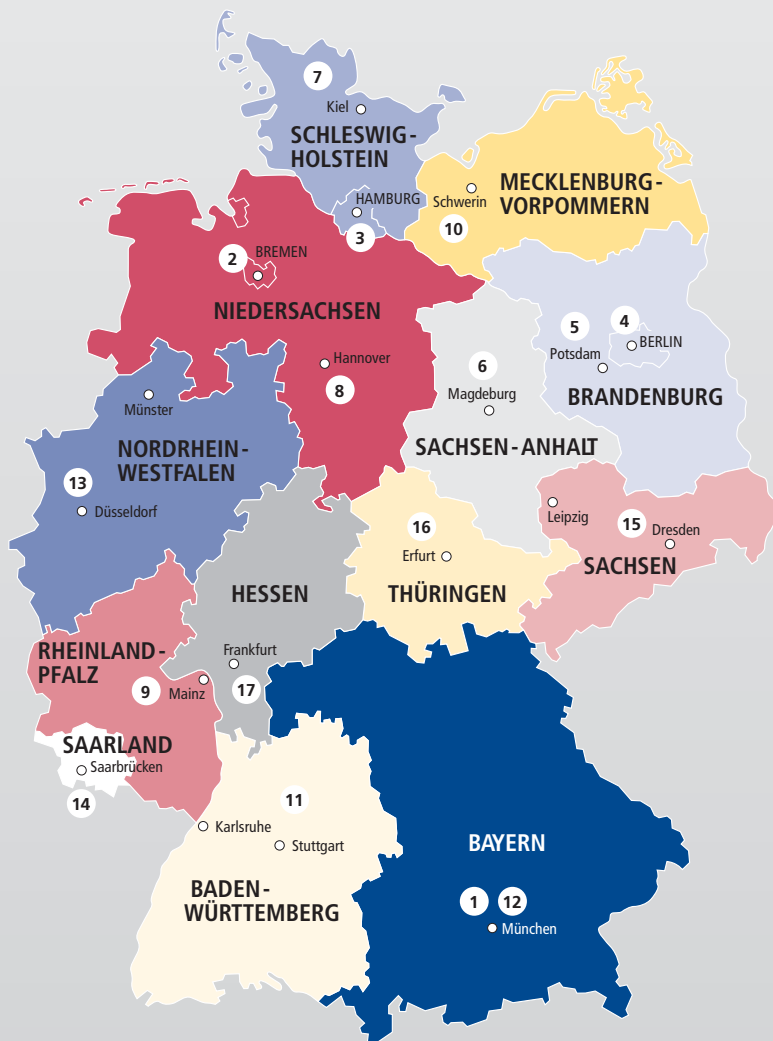 7
Kiel
SCHLESWIG-
HOLSTEIN
HAMBURG
3
Schwerin
10
MECKLENBURG-
VORPOMMERN
2
BREMEN
NIEDERSACHSEN
Hannover
8
5
4
Potsdam
BERLIN
BRANDENBURG
6
Magdeburg
SACHSEN-ANHALT
Münster
NORDRHEIN-
WESTFALEN
13
Düsseldorf
16
Erfurt
THÜRINGEN
Leipzig
15
Dresden
SACHSEN
HESSEN
Frankfurt
17
RHEINLAND-
PFALZ
9
Mainz
SAARLAND
Saarbrücken
14
11
Karlsruhe
Stuttgart
BADEN-
WÜRTTEMBERG
BAYERN
1
12
München